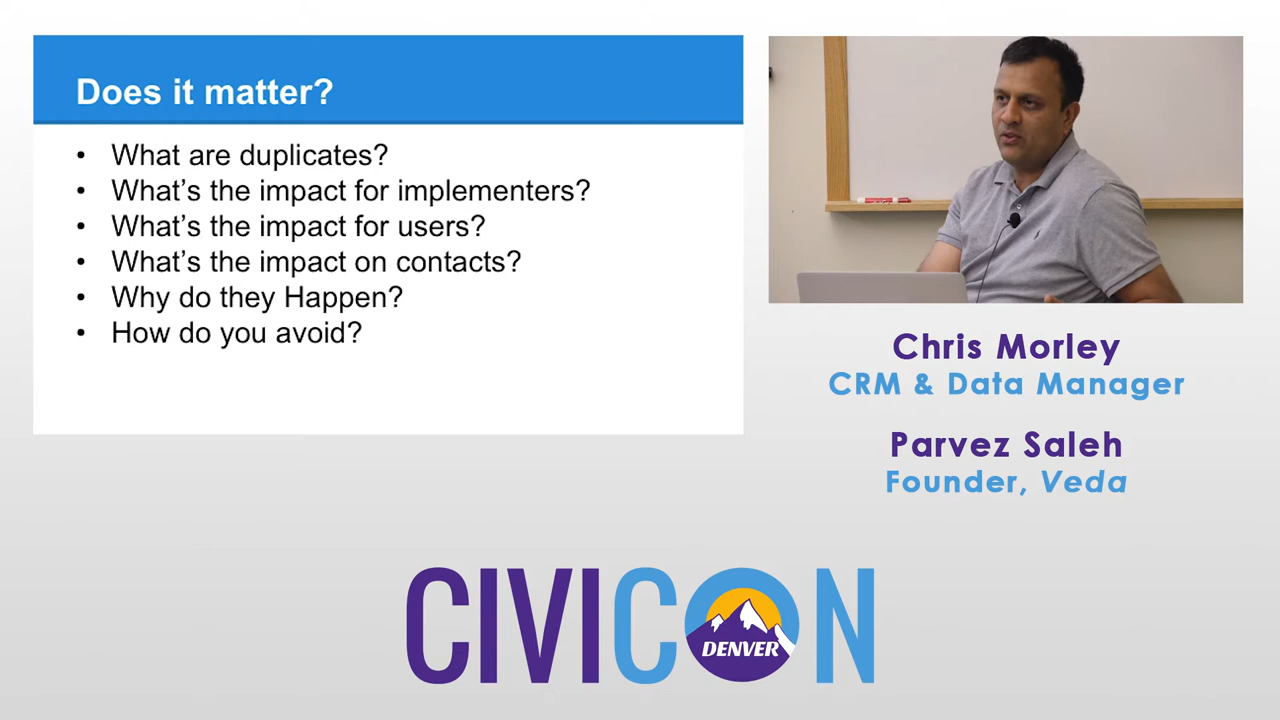 Does it matter?
• What are duplicates?
• What’s the impact for implementers?
• What’s the impact for users?
• What’s the impact on contacts?
• Why do they Happen?
• How do you avoid?
Chris Morley
CRM & Data Manager
Parvez Saleh
Founder, Veda
CIVICON
DENVER